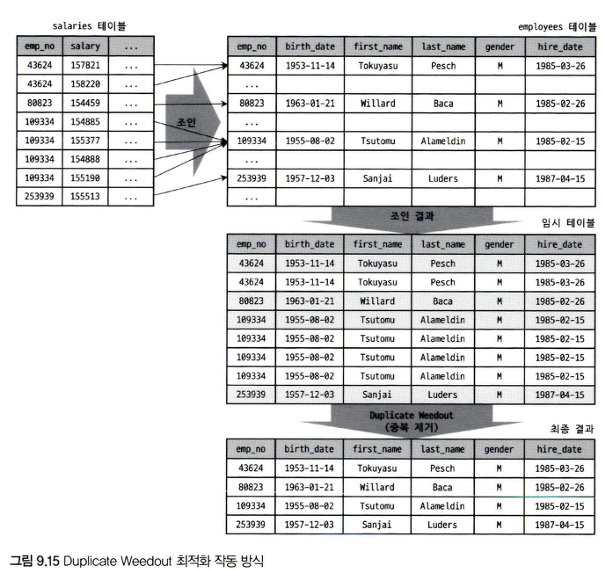 salaries 테이블
employees 테이블
emp_no salary ...
43624 157821 ...
43624 158220 ...
80823 154459 ...
109334 154885 ...
109334 155377 ...
109334 154888 ...
109334 155190 ...
253939 155513 ...
조인
emp_no birth_date first_name last_name gender hire_date
43624 1953-11-14 Tokuyasu Pesch M 1985-03-26
...
80823 1963-01-21 Willard Baca M 1985-02-26
...
109334 1955-08-02 Tsutomu Alameldin M 1985-02-15
...
253939 1957-12-03 Sanjai Luders M 1987-04-15
...
조인 결과
임시 테이블
emp_no birth_date first_name last_name gender hire_date
43624 1953-11-14 Tokuyasu Pesch M 1985-03-26
43624 1953-11-14 Tokuyasu Pesch M 1985-03-26
80823 1963-01-21 Willard Baca M 1985-02-26
109334 1955-08-02 Tsutomu Alameldin M 1985-02-15
109334 1955-08-02 Tsutomu Alameldin M 1985-02-15
109334 1955-08-02 Tsutomu Alameldin M 1985-02-15
109334 1955-08-02 Tsutomu Alameldin M 1985-02-15
253939 1957-12-03 Sanjai Luders M 1987-04-15
Duplicate Weedout
(중복 제거)
최종 결과
emp_no birth_date first_name last_name gender hire_date
43624 1953-11-14 Tokuyasu Pesch M 1985-03-26
80823 1963-01-21 Willard Baca M 1985-02-26
109334 1955-08-02 Tsutomu Alameldin M 1985-02-15
253939 1957-12-03 Sanjai Luders M 1987-04-15
그림 9.15 Duplicate Weedout 최적화 작동 방식